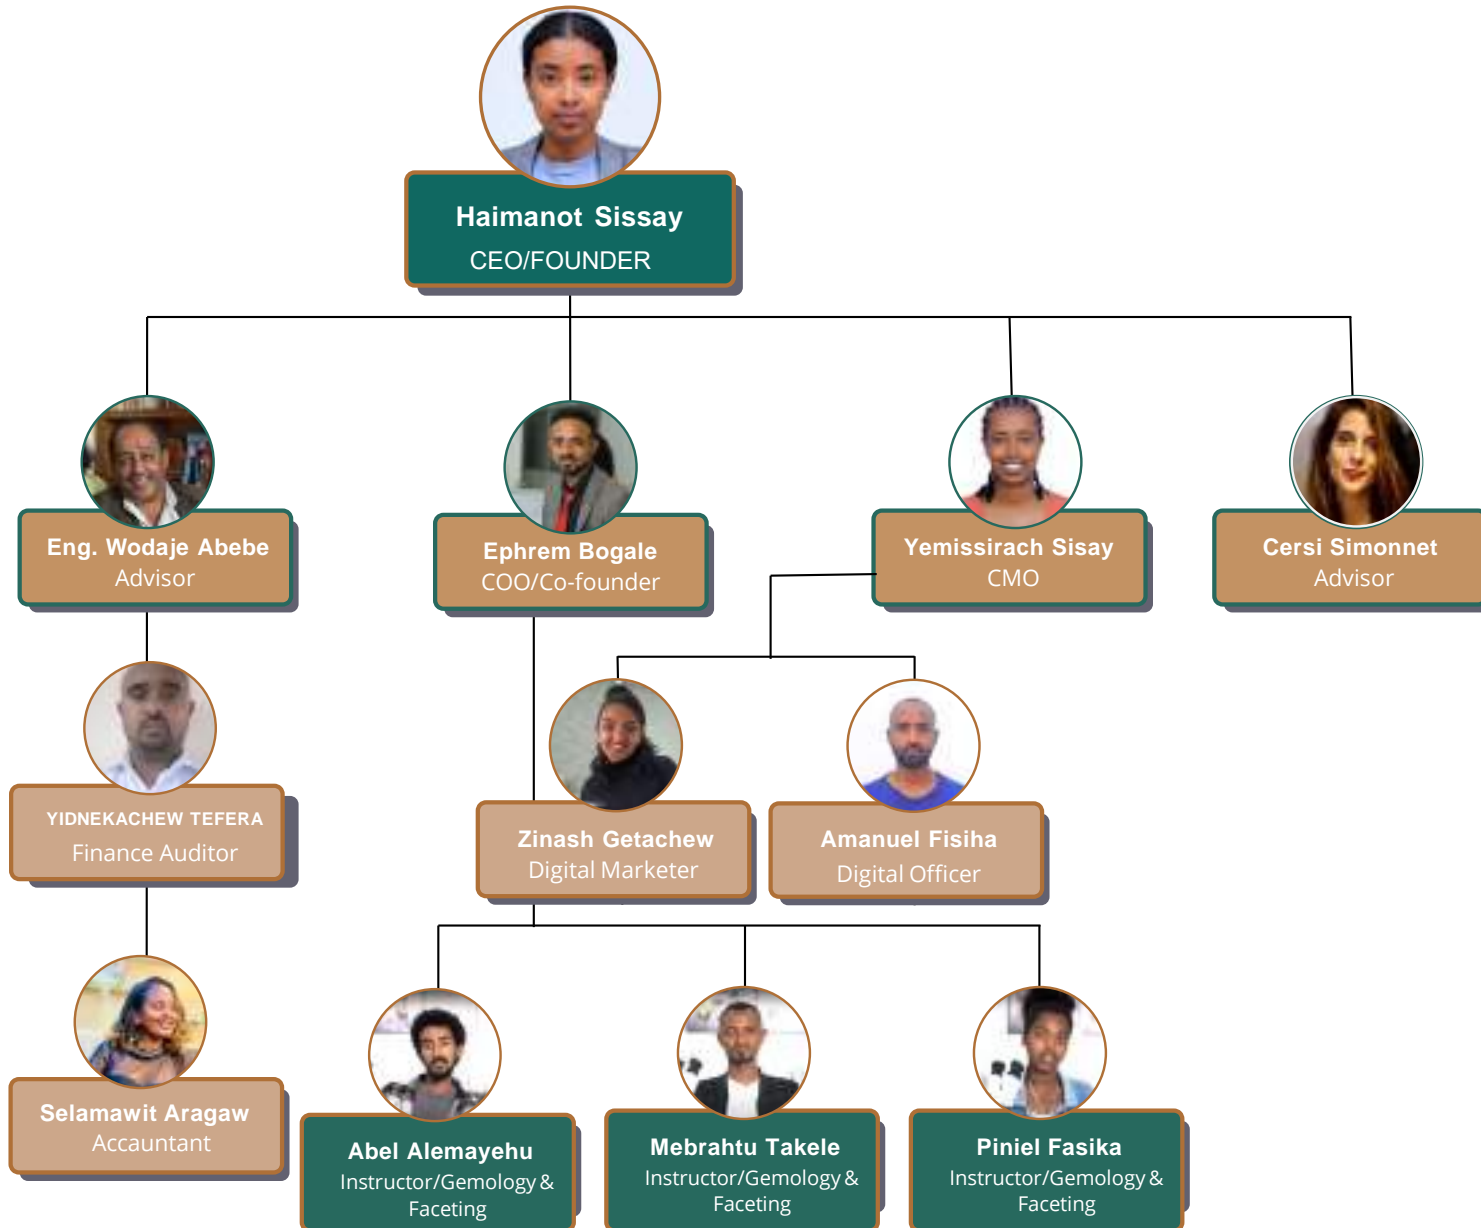 Haimanot Sissay
CEO/FOUNDER
Eng. Wodaje Abebe
Advisor
Ephrem Bogale
COO/Co-founder
Yemissirach Sisay
CMO
Cersi Simonnet
Advisor
YIDNEKACHEW TEFERA
Finance Auditor
Zinash Getachew
Digital Marketer
Amanuel Fisiha
Digital Officer
Selamawit Aragaw
Accauntant
Abel Alemayehu
Instructor/Gemology &
Faceting
Mebrahtu Takele
Instructor/Gemology &
Faceting
Piniel Fasika
Instructor/Gemology &
Faceting